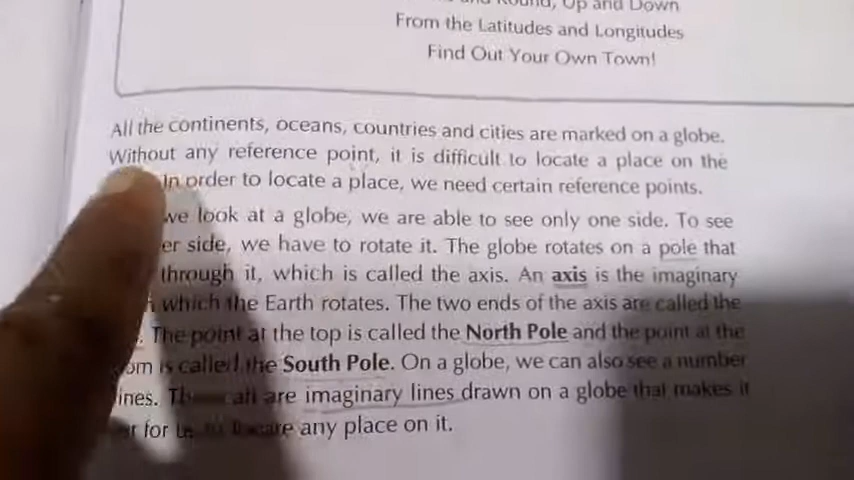 and Round, Up and Down
From the Latitudes and Longitudes
Find Out Your Own Town!
All the continents, oceans, countries and cities are marked on a globe.
Without any reference point, it is difficult to locate a place on the
In order to locate a place, we need certain reference points.
we look at a globe, we are able to see only one side. To see
side, we have to rotate it. The globe rotates on a pole that
through it, which is called the axis. An axis is the imaginary
which the Earth rotates. The two ends of the axis are called the
The point at the top is called the North Pole and the point at the
is called the South Pole. On a globe, we can also see a number
all are imaginary lines drawn on a globe that makes it
for locate any place on it.